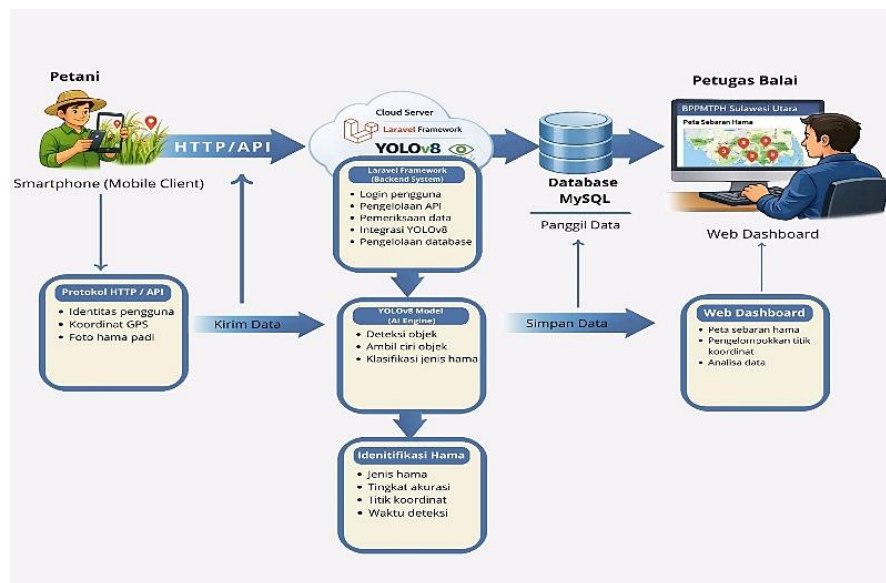 Petani
Smartphone (Mobile Client)
HTTP/API
Cloud Server
Laravel Framework
YOLOv8
Laravel Framework
(Backend System)
• Login pengguna
• Pengelolaan API
• Pemeriksaan data
• Integrasi YOLOv8
• Pengelolaan database
Database
MySQL
Panggil Data
Petugas Balai
BPPMTPH Sulawesi Utara
Peta Sebaran Hama
Web Dashboard
Protokol HTTP / API
• Identitas pengguna
• Koordinat GPS
• Foto hama padi
Kirim Data
YOLOv8 Model
(AI Engine)
• Deteksi objek
• Ambil ciri objek
• Klasifikasi jenis hama
Simpan Data
Web Dashboard
• Peta sebaran hama
• Pengelompokkan titik
koordinat
• Analisa data
Idenitifikasi Hama
• Jenis hama
• Tingkat akurasi
• Titik koordinat
• Waktu deteksi